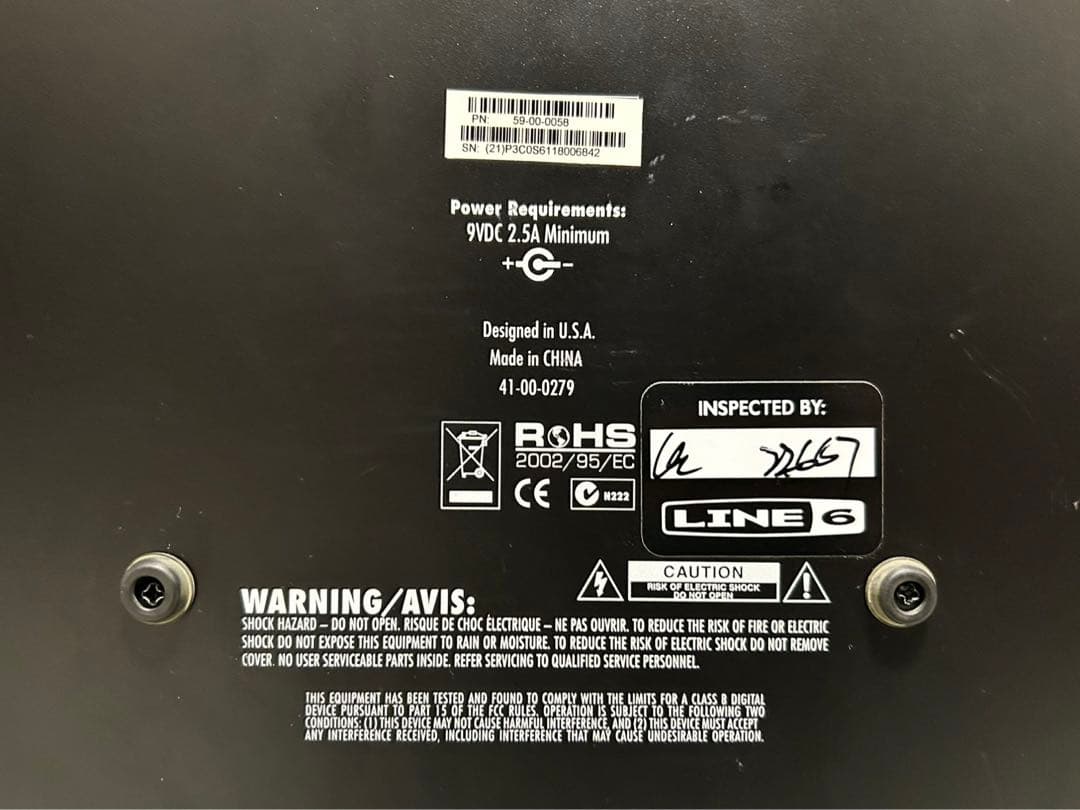 PN: 59-00-0058
SN: (21)P3C0S6118006842
Power Requirements:
9VDC 2.5A Minimum
+ -
Designed in U.S.A.
Made in CHINA
41-00-0279
INSPECTED BY:
22667
LINE 6
RoHS
2002/95/EC
CE
N222
CAUTION
RISK OF ELECTRIC SHOCK
DO NOT OPEN
WARNING/AVIS:
SHOCK HAZARD – DO NOT OPEN. RISQUE DE CHOC ÉLECTRIQUE – NE PAS OUVRIR. TO REDUCE THE RISK OF FIRE OR ELECTRIC
SHOCK DO NOT EXPOSE THIS EQUIPMENT TO RAIN OR MOISTURE. TO REDUCE THE RISK OF ELECTRIC SHOCK DO NOT REMOVE
COVER. NO USER SERVICEABLE PARTS INSIDE. REFER SERVICING TO QUALIFIED SERVICE PERSONNEL.
THIS EQUIPMENT HAS BEEN TESTED AND FOUND TO COMPLY WITH THE LIMITS FOR A CLASS B DIGITAL
DEVICE PURSUANT TO PART 15 OF THE FCC RULES. OPERATION IS SUBJECT TO THE FOLLOWING TWO
CONDITIONS: (1) THIS DEVICE MAY NOT CAUSE HARMFUL INTERFERENCE, AND (2) THIS DEVICE MUST ACCEPT
ANY INTERFERENCE RECEIVED, INCLUDING INTERFERENCE THAT MAY CAUSE UNDESIRABLE OPERATION.